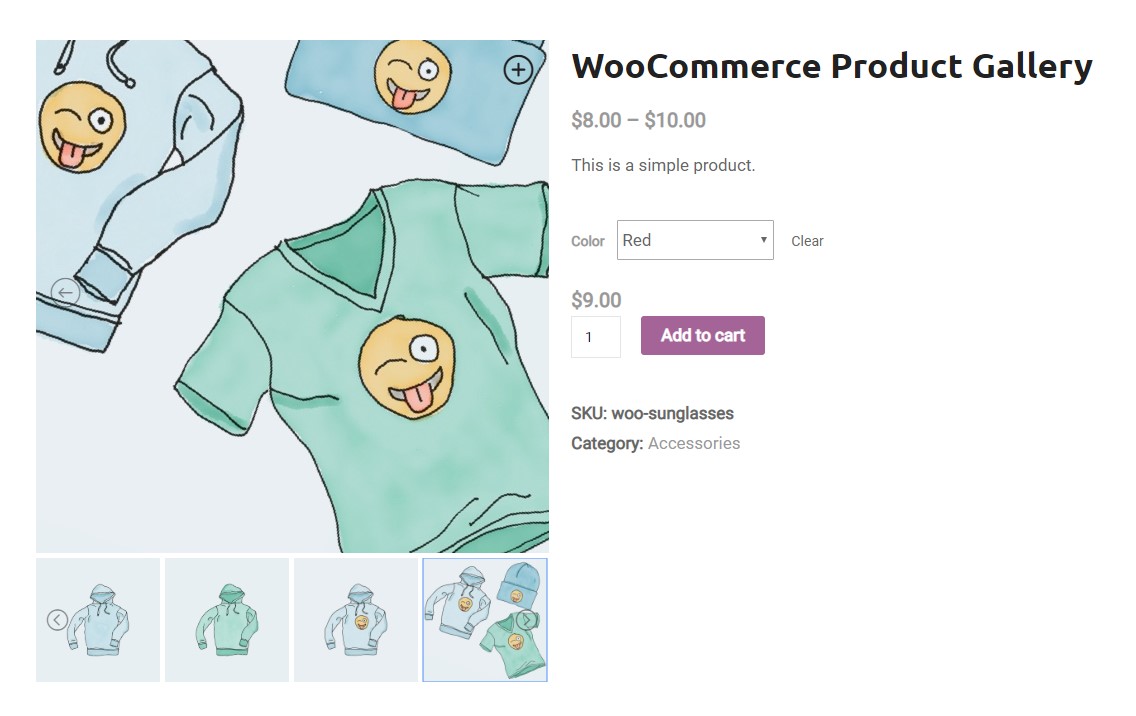 WooCommerce Product Gallery
$8.00 – $10.00
This is a simple product.
Color Red Clear
$9.00
1 Add to cart
SKU: woo-sunglasses
Category: Accessories